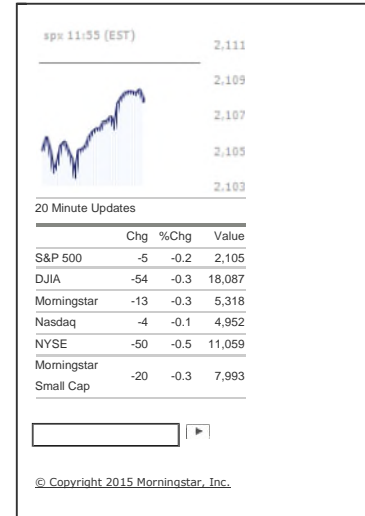 spx 11:55 (EST)
2,111
2,109
2,107
2,105
2,103
20 Minute Updates
Chg %Chg Value
S&P 500 -5 -0.2 2,105
DJIA -54 -0.3 18,087
Morningstar -13 -0.3 5,318
Nasdaq -4 -0.1 4,952
NYSE -50 -0.5 11,059
Morningstar
Small Cap -20 -0.3 7,993
© Copyright 2015 Morningstar, Inc.